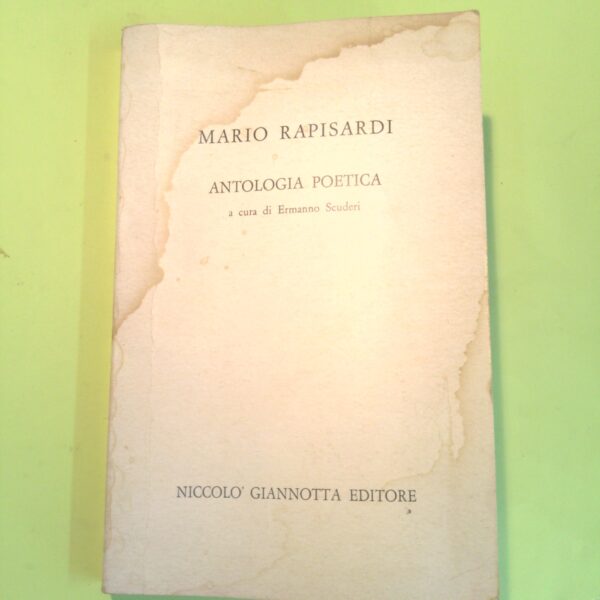 MARIO RAPISARDI
ANTOLOGIA POETICA
a cura di Ermanno Scuderi
NICCOLO' GIANNOTTA EDITORE